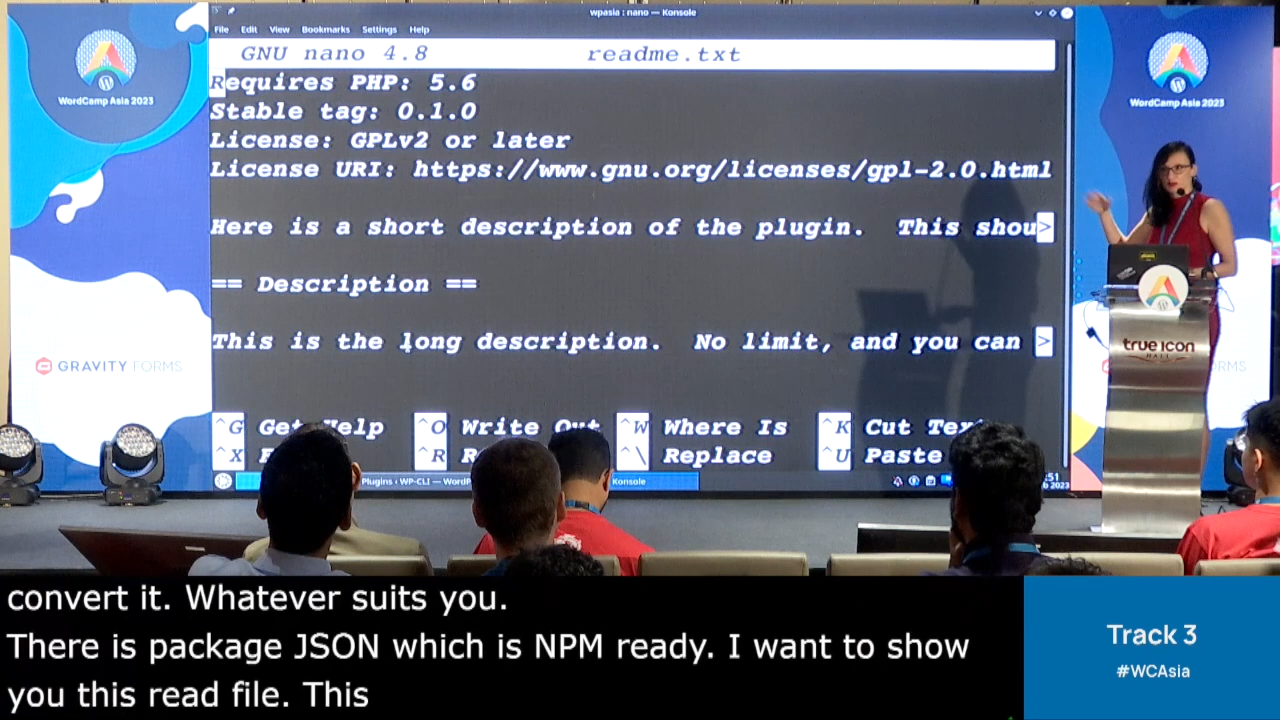 wpasia : nano — Konsole
File Edit View Bookmarks Settings Help
GNU nano 4.8 readme.txt
Requires PHP: 5.6
Stable tag: 0.1.0
License: GPLv2 or later
License URI: https://www.gnu.org/licenses/gpl-2.0.html
Here is a short description of the plugin. This shou>
== Description ==
This is the long description. No limit, and you can >
^G Get Help ^O Write Out ^W Where Is ^K Cut Text
^X ^R ^\ Replace ^U Paste
Plugins ‹ WP-CLI — WordP
Konsole
WordCamp Asia 2023
GRAVITY FORMS
WordCamp Asia 2023
true icon
HALL
convert it. Whatever suits you.
There is package JSON which is NPM ready. I want to show
you this read file. This
Track 3
#WCAsia